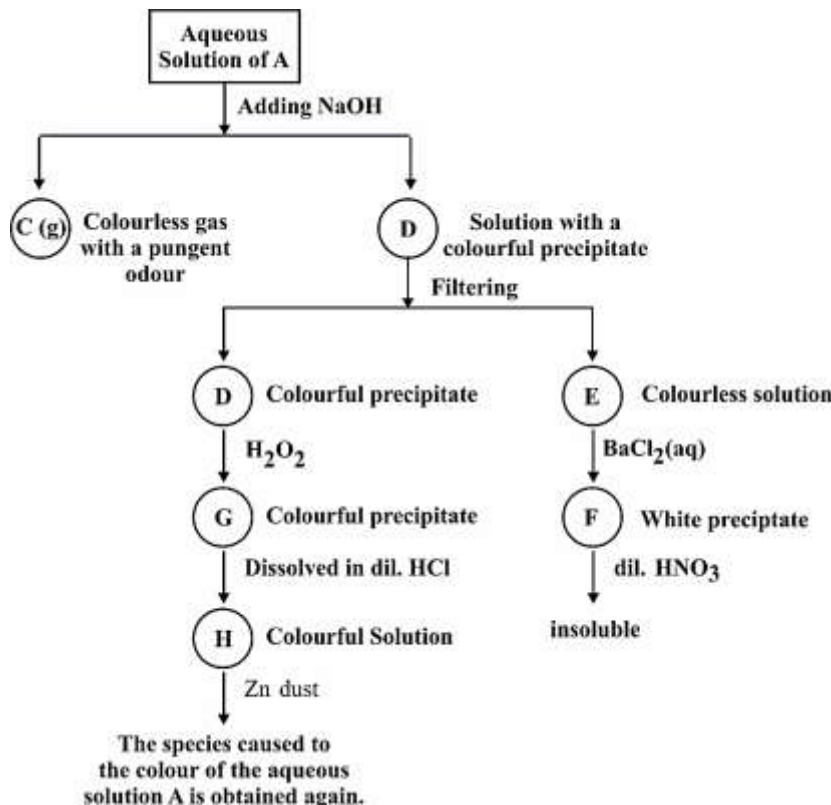 Aqueous
Solution of A
Adding NaOH
C (g)
Colourless gas
with a pungent
odour
D
Solution with a
colourful precipitate
Filtering
D
Colourful precipitate
E
Colourless solution
H₂O₂
BaCl₂(aq)
G
Colourful precipitate
F
White preciptate
Dissolved in dil. HCl
dil. HNO₃
H
Colourful Solution
insoluble
Zn dust
The species caused to
the colour of the aqueous
solution A is obtained again.